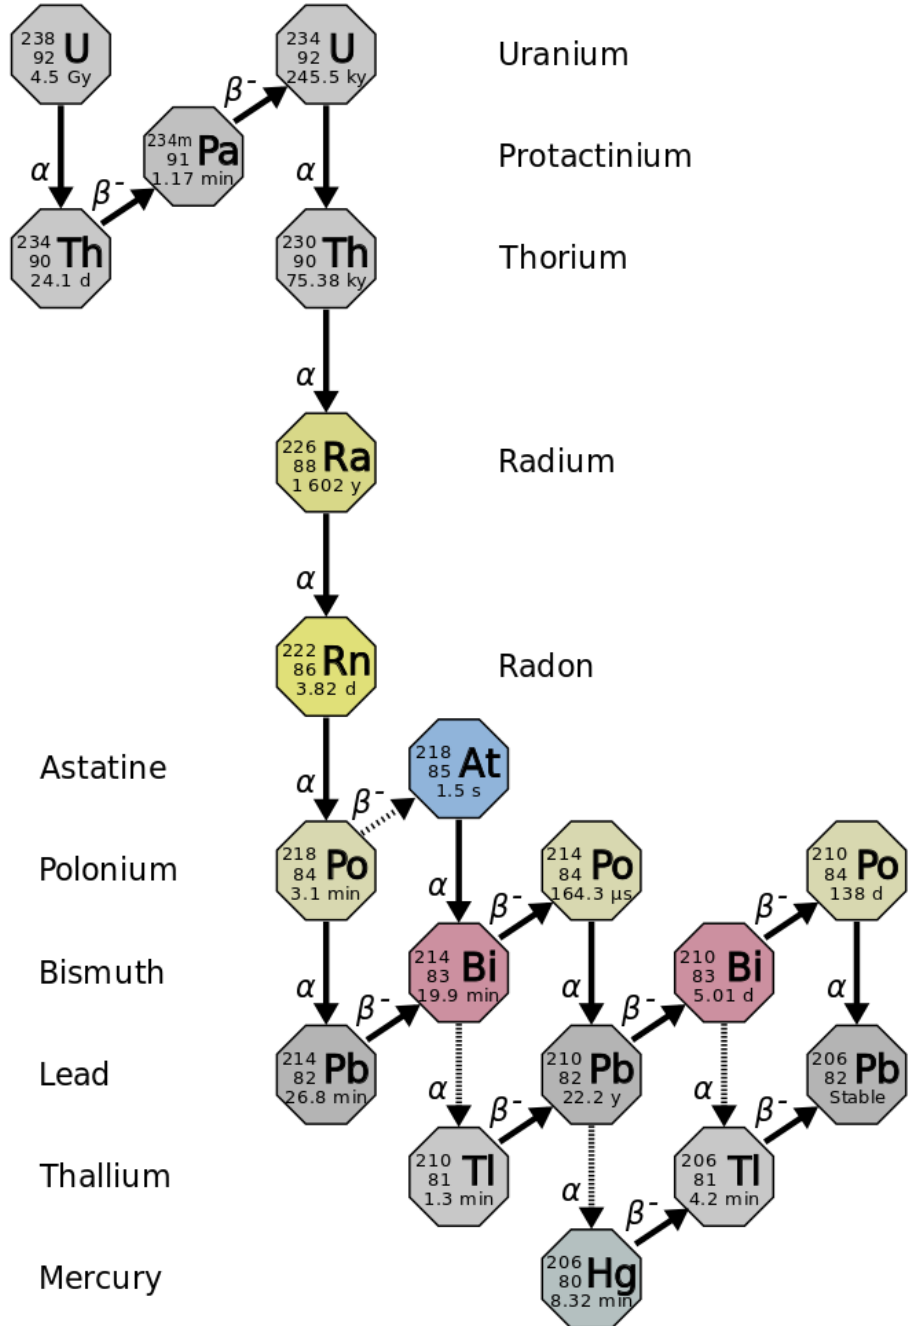 238
92 U
4.5 Gy
234
92 U
245.5 ky
Uranium
β⁻
234m
91 Pa
1.17 min
Protactinium
α
β⁻
α
234
90 Th
24.1 d
230
90 Th
75.38 ky
Thorium
α
226
88 Ra
1 602 y
Radium
α
222
86 Rn
3.82 d
Radon
Astatine
α
β⁻
218
85 At
1.5 s
Polonium
218
84 Po
3.1 min
α
214
84 Po
164.3 µs
210
84 Po
138 d
β⁻
β⁻
Bismuth
α
β⁻
214
83 Bi
19.9 min
α
β⁻
210
83 Bi
5.01 d
α
Lead
214
82 Pb
26.8 min
α
β⁻
210
82 Pb
22.2 y
α
β⁻
206
82 Pb
Stable
Thallium
210
81 Tl
1.3 min
α
β⁻
206
81 Tl
4.2 min
Mercury
206
80 Hg
8.32 min